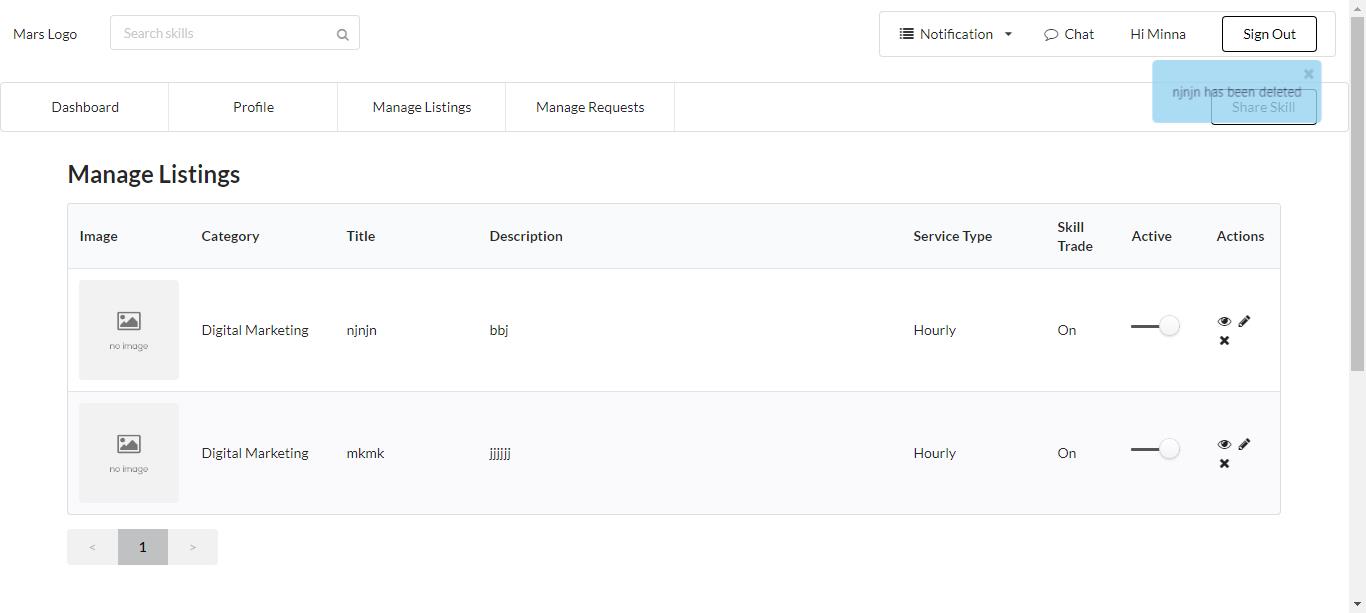 Mars Logo
Search skills
Notification
Chat
Hi Minna
Sign Out
njnjn has been deleted
Dashboard
Profile
Manage Listings
Manage Requests
Share Skill
Manage Listings
Image
Category
Title
Description
Service Type
Skill
Trade
Active
Actions
no image
Digital Marketing
njnjn
bbj
Hourly
On
no image
Digital Marketing
mkmk
jjjjjj
Hourly
On
< 1 >